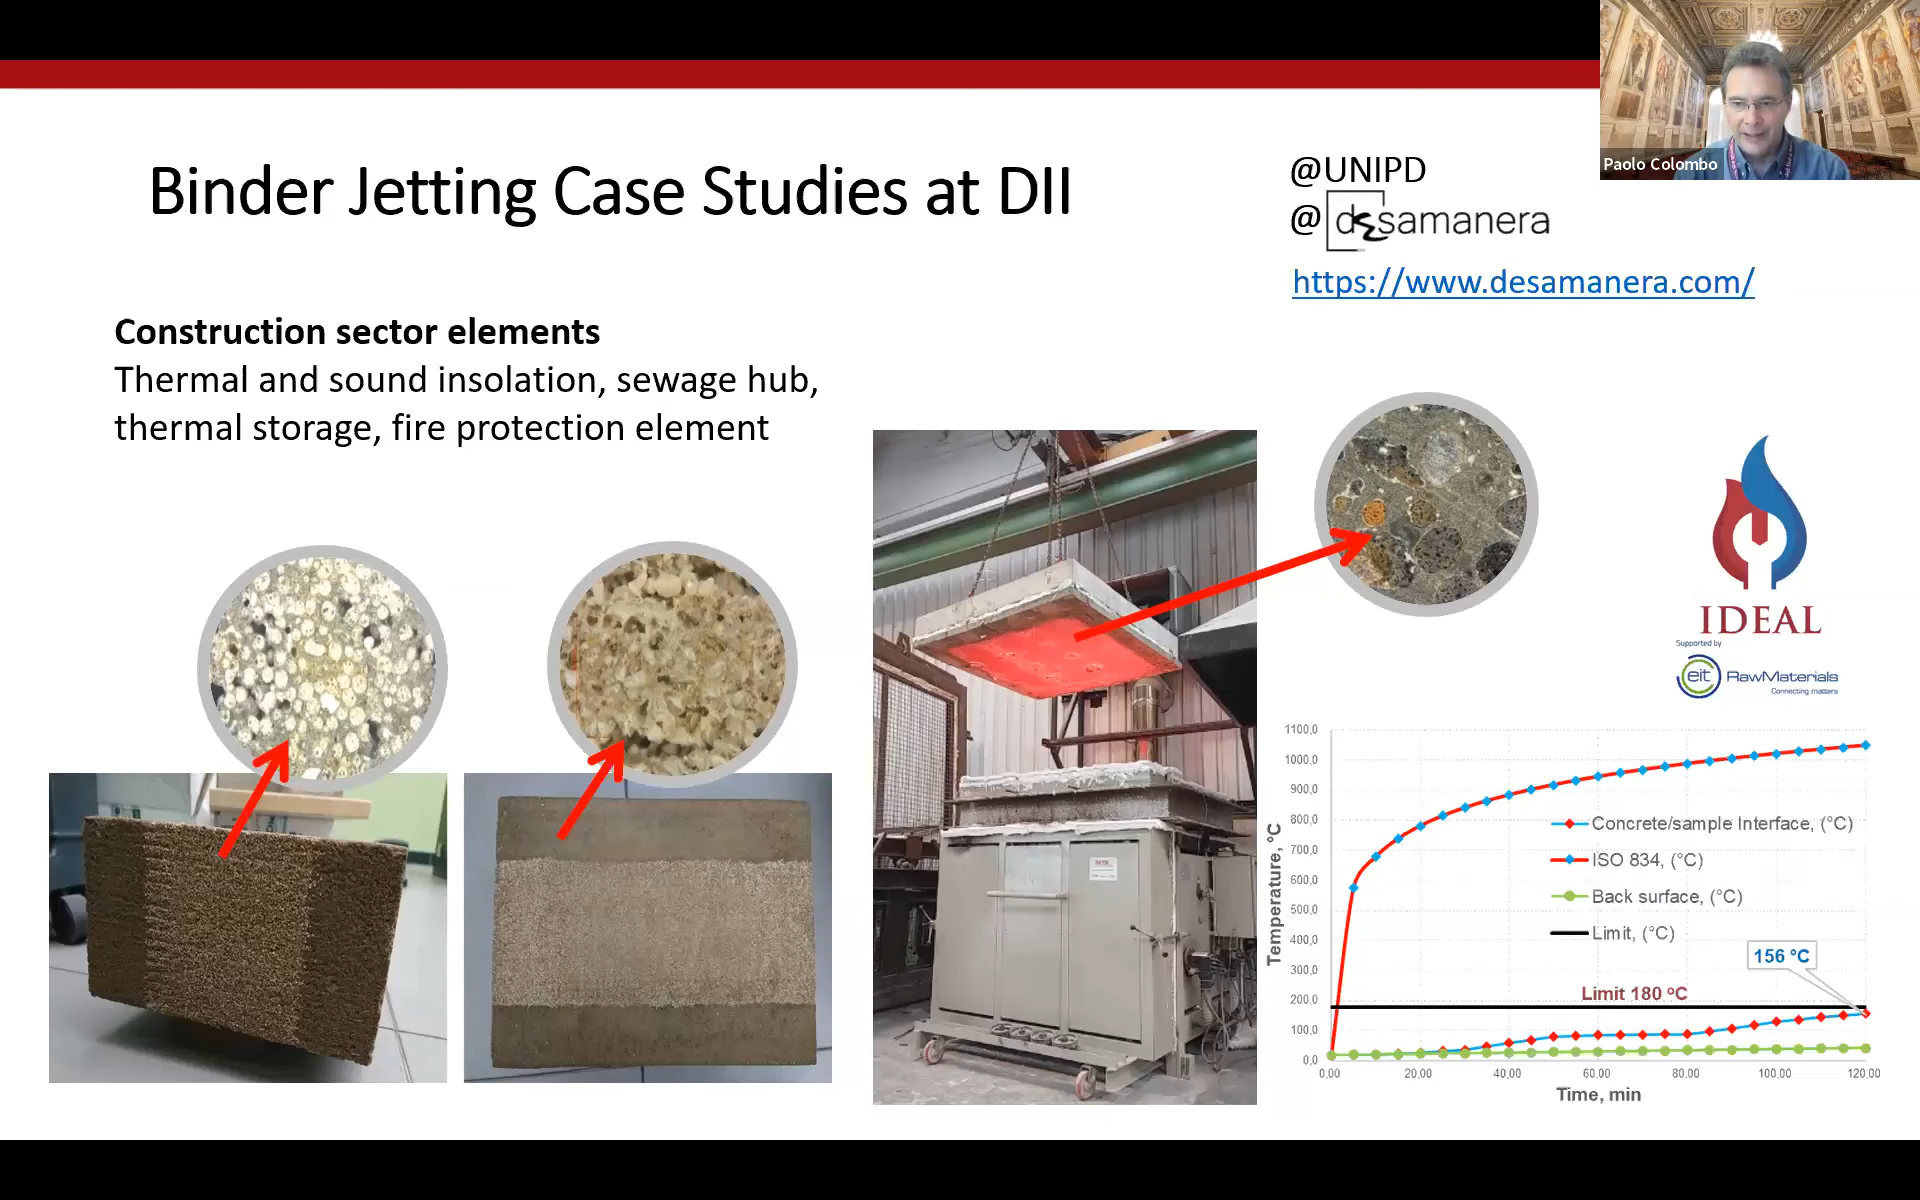 Paolo Colombo
Binder Jetting Case Studies at DII
@UNIPD
@desamanera
https://www.desamanera.com/
Construction sector elements
Thermal and sound insolation, sewage hub,
thermal storage, fire protection element
IDEAL
Supported by
eit RawMaterials
Connecting matters
1100,0
1000,0
900,0
800,0
700,0
600,0
500,0
400,0
300,0
200,0
100,0
0,0
Temperature, °C
Concrete/sample Interface, (°C)
ISO 834, (°C)
Back surface, (°C)
Limit, (°C)
156 °C
Limit 180 °C
0,00 20,00 40,00 60,00 80,00 100,00 120,00
Time, min